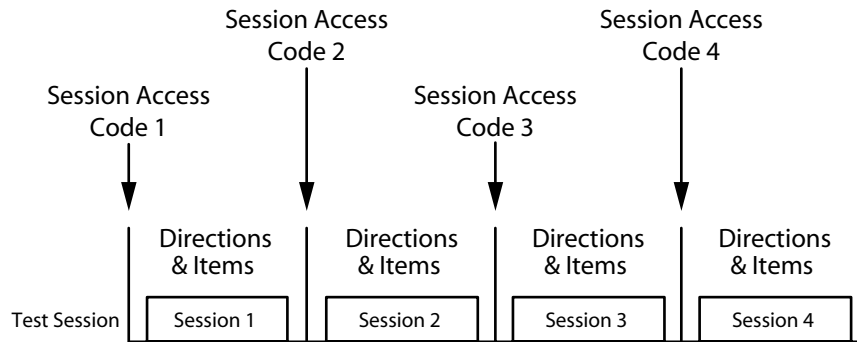 Session Access
Code 1
Session Access
Code 2
Session Access
Code 3
Session Access
Code 4
Directions
& Items
Directions
& Items
Directions
& Items
Directions
& Items
Test Session
Session 1
Session 2
Session 3
Session 4